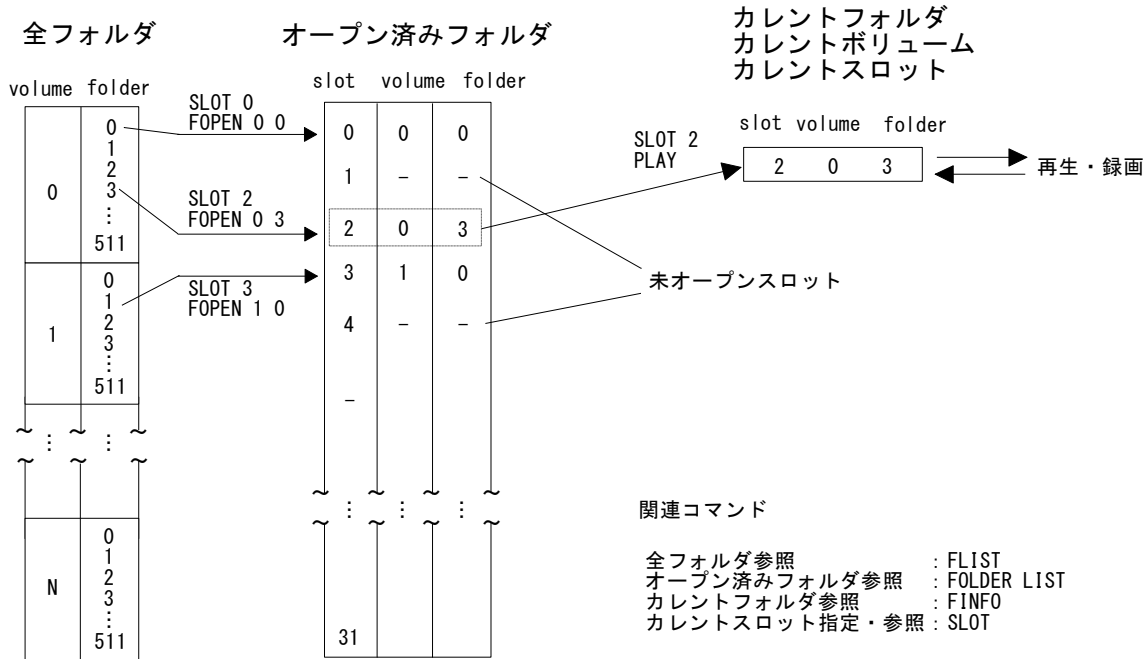 全フォルダ
volume folder
0
0
1
2
3
⋮
511
1
0
1
2
3
⋮
511
~ ⋮ ~ ⋮ ~
~ ~ ~
N
0
1
2
3
⋮
511
SLOT 0
FOPEN 0 0
SLOT 2
FOPEN 0 3
SLOT 3
FOPEN 1 0
オープン済みフォルダ
slot volume folder
0 0 0
1 − −
2 0 3
3 1 0
4 − −
−
~ ~ ~ ~
⋮ ⋮ ⋮
~ ~ ~ ~
31
SLOT 2
PLAY
カレントフォルダ
カレントボリューム
カレントスロット
slot volume folder
2 0 3
再生・録画
未オープンスロット
関連コマンド
全フォルダ参照 : FLIST
オープン済みフォルダ参照 : FOLDER LIST
カレントフォルダ参照 : FINFO
カレントスロット指定・参照 : SLOT